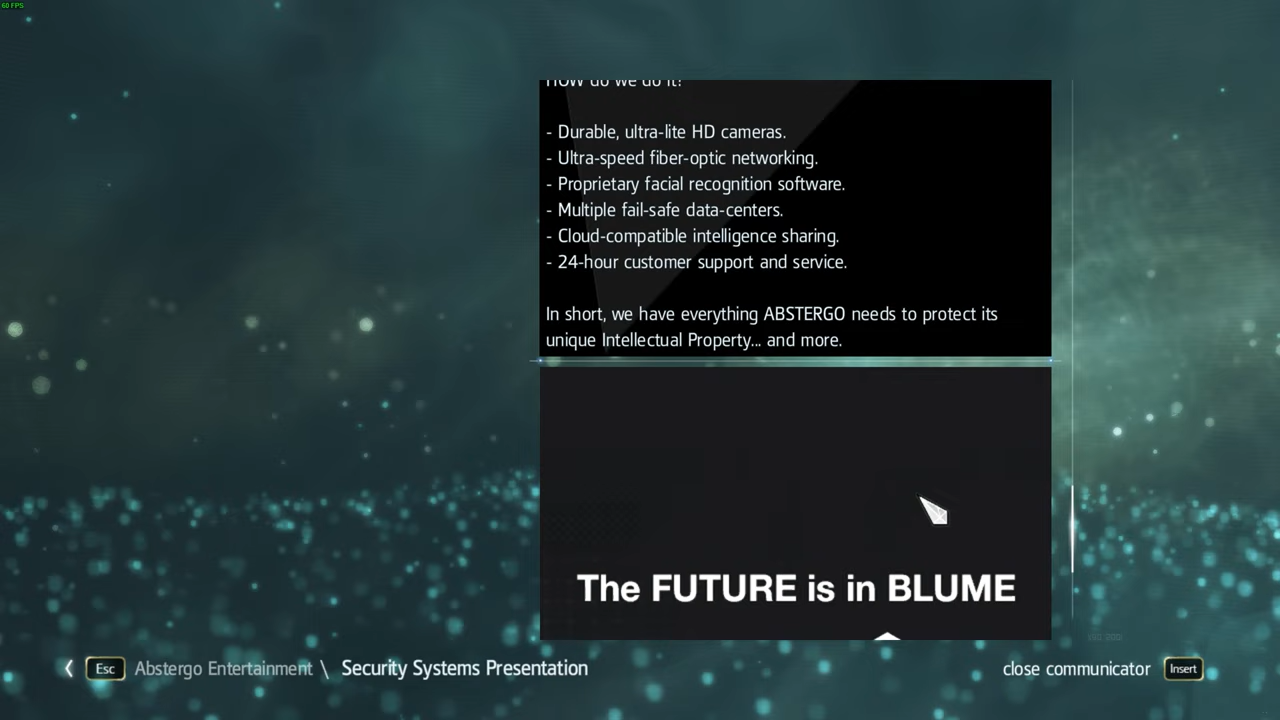 60 FPS
How do we do it?
- Durable, ultra-lite HD cameras.
- Ultra-speed fiber-optic networking.
- Proprietary facial recognition software.
- Multiple fail-safe data-centers.
- Cloud-compatible intelligence sharing.
- 24-hour customer support and service.
In short, we have everything ABSTERGO needs to protect its
unique Intellectual Property... and more.
The FUTURE is in BLUME
Esc Abstergo Entertainment \ Security Systems Presentation
close communicator Insert